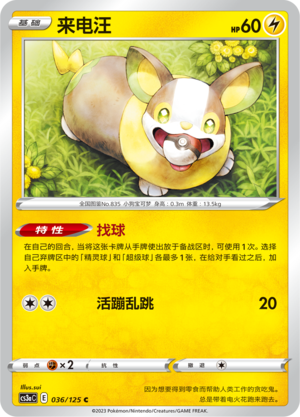 基础 来电汪 HP60
全国图鉴No.835 小狗宝可梦 身高：0.3m 体重：13.5kg
特性 找球
在自己的回合，当将这张卡牌从手牌使出放于备战区时，可使用1次。选择
自己弃牌区中的「精灵球」和「超级球」各最多1张，在给对手看过之后，加
入手牌。
活蹦乱跳 20
弱点 ×2 抵抗力 撤退
Illus.sui
CS3aC E 036/125 C
因为想要得到零食而帮助人类工作的贪吃鬼。
总是带着电火花跑来跑去。
©2023 Pokémon/Nintendo/Creatures/GAME FREAK.